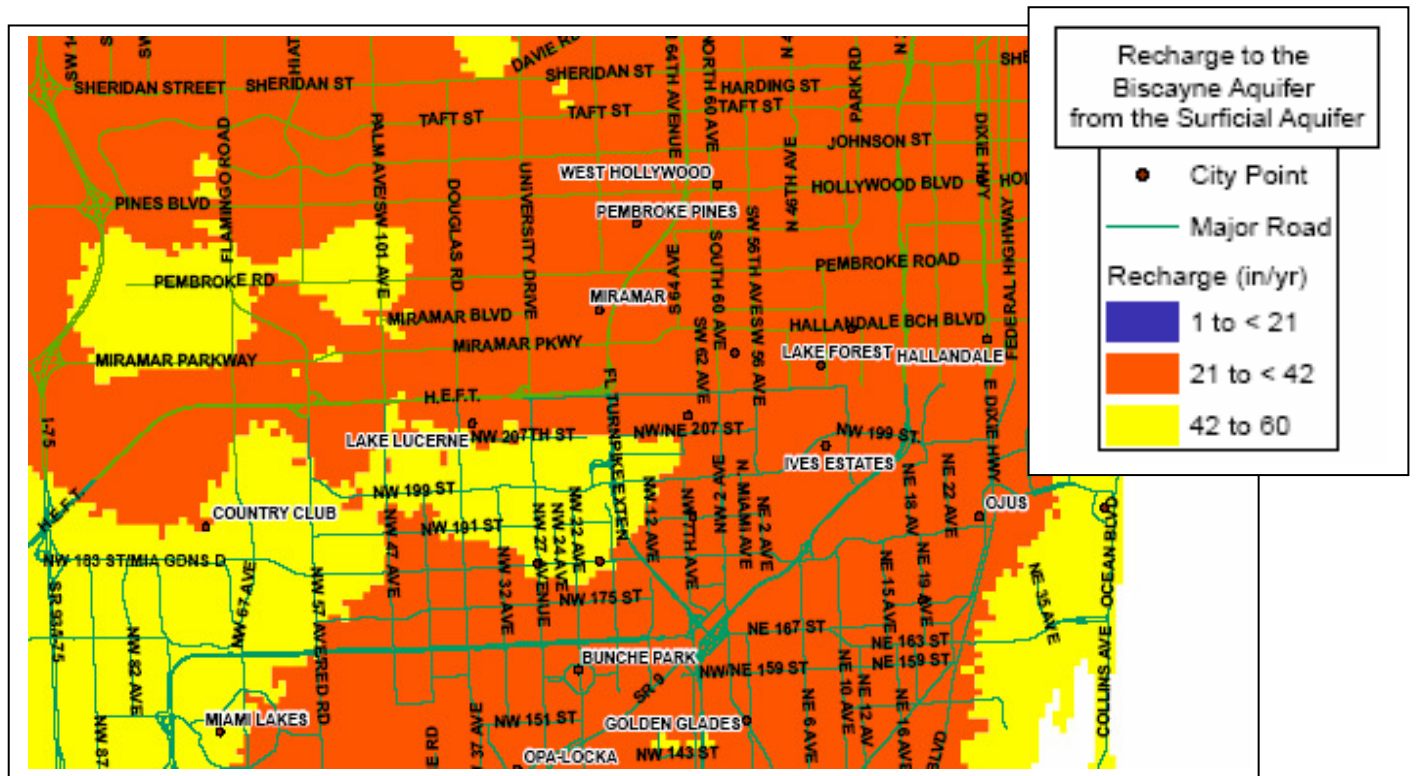 Recharge to the
Biscayne Aquifer
from the Surficial Aquifer
City Point
Major Road
Recharge (in/yr)
1 to < 21
21 to < 42
42 to 60
DAVIE RD
64TH AVENUE
NORTH 60 AVE
PARK RD
SHERIDAN STREET
SHERIDAN ST
SHERIDAN ST
HARDING ST
TAFT ST
TAFT ST
TAFT ST
JOHNSON ST
FLAMINGO ROAD
PALM AVE/SW 101 AVE
DOUGLAS RD
UNIVERSITY DRIVE
N 46TH AVE
DIXIE HWY
FEDERAL HIGHWAY
WEST HOLLYWOOD
HOLLYWOOD BLVD
PINES BLVD
PEMBROKE PINES
SOUTH 60 AVE
SW 56TH AVE
SW 56 AVE
S 64 AVE
PEMBROKE ROAD
PEMBROKE RD
MIRAMAR
MIRAMAR BLVD
HALLANDALE BCH BLVD
MIRAMAR PKWY
MIRAMAR PARKWAY
SW 62 AVE
LAKE FOREST
HALLANDALE
H.E.F.T.
FL TURNPIKE EXTEN.
E DIXIE HWY
I-75
LAKE LUCERNE
NW 207TH ST
NW/NE 207 ST
NW 199 ST.
IVES ESTATES
H.E.F.T.
NW 199 ST
COUNTRY CLUB
NW 191 ST
NW 47 AVE
NW 32 AVE
NW 27 AVENUE
NW 24 AVE
NW 22 AVE
NW 12 AVE
NW 7TH AVE
NW 2 AVE
N. MIAMI AVE
NE 2 AVE
NE 18 AV
NE 22 AVE
OJUS
COLLINS AVE
OCEAN BLVD
NW 183 ST/MIA GDNS D
SR 93/I-75
NW 82 AVE
NW 67 AVE
NW 57 AVE/RED RD
NW 175 ST
NE 15 AVE
NE 19 AVE
NE 35 AVE
NE 167 ST
NE 163 ST
BUNCHE PARK
NW/NE 159 ST
NE 159 ST
SR 9
NE 6 AVE
NE 10 AVE
NE 12 AV
NE 16 AVE
MIAMI LAKES
NW 87
E RD
37 AVE
NW 151 ST
GOLDEN GLADES
BLVD
OPA-LOCKA
NW 143 ST